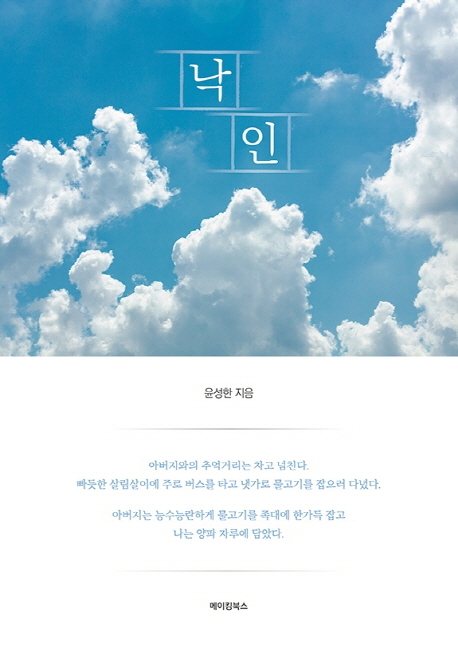 낙
인
윤성한 지음
아버지와의 추억거리는 차고 넘친다.
빠듯한 살림살이에 주로 버스를 타고 냇가로 물고기를 잡으러 다녔다.
아버지는 능수능란하게 물고기를 족대에 한가득 잡고
나는 양파 자루에 담았다.
메이킹북스